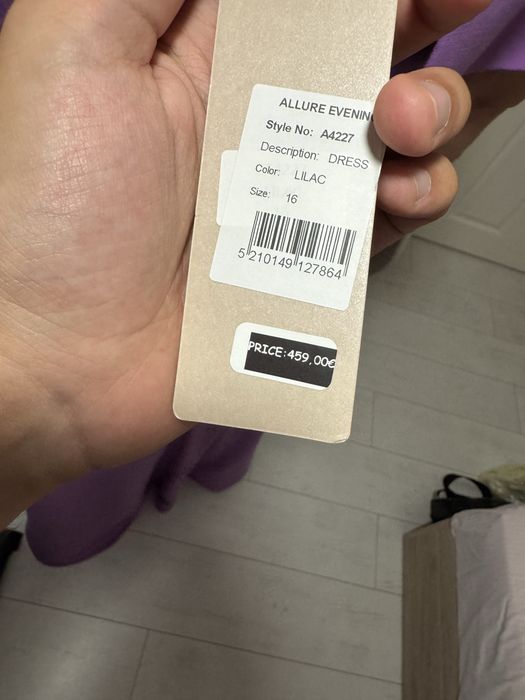 ALLURE EVENIN
Style No: A4227
Description: DRESS
Color: LILAC
Size: 16
5 210149 127864
PRICE:459,00€